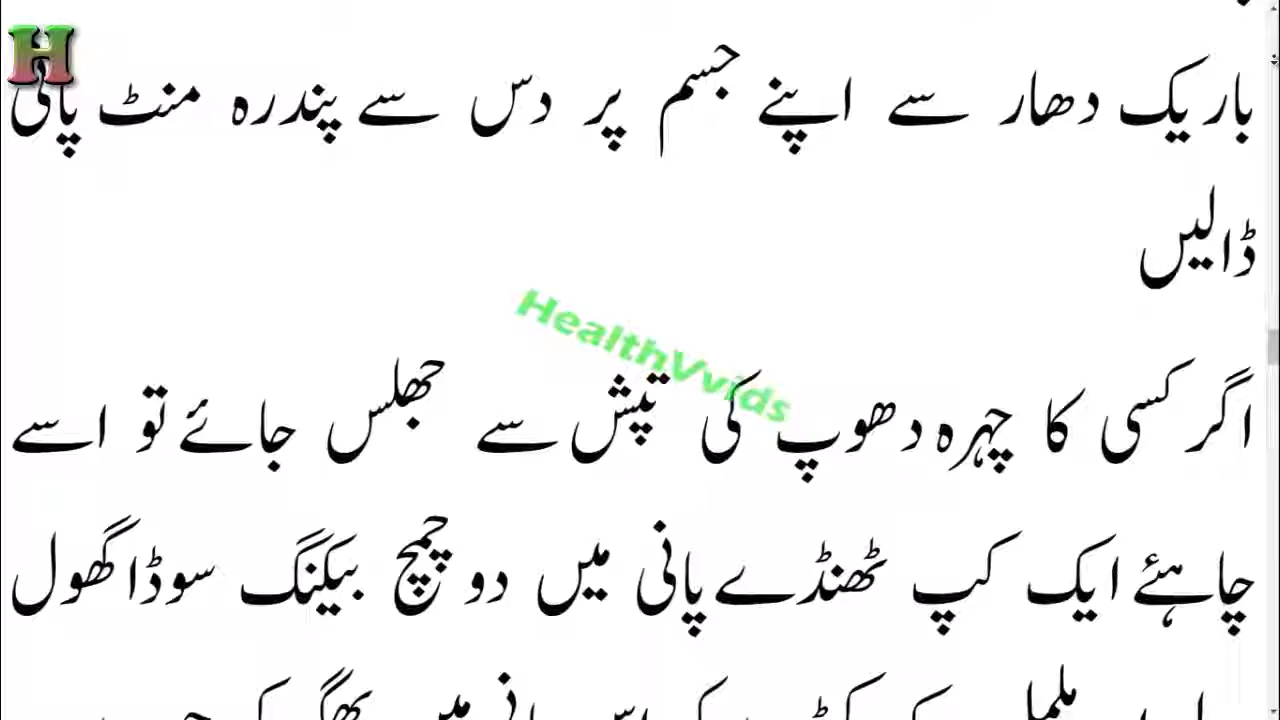 H
باریک دھار سے اپنے جسم پر دس سے پندرہ منٹ پانی
ڈالیں
HealthVvids
اگر کسی کا چہرہ دھوپ کی تپش سے جھلس جائے تو اسے
چاہئے ایک کپ ٹھنڈے پانی میں دو چمچ بیکنگ سوڈا گھول